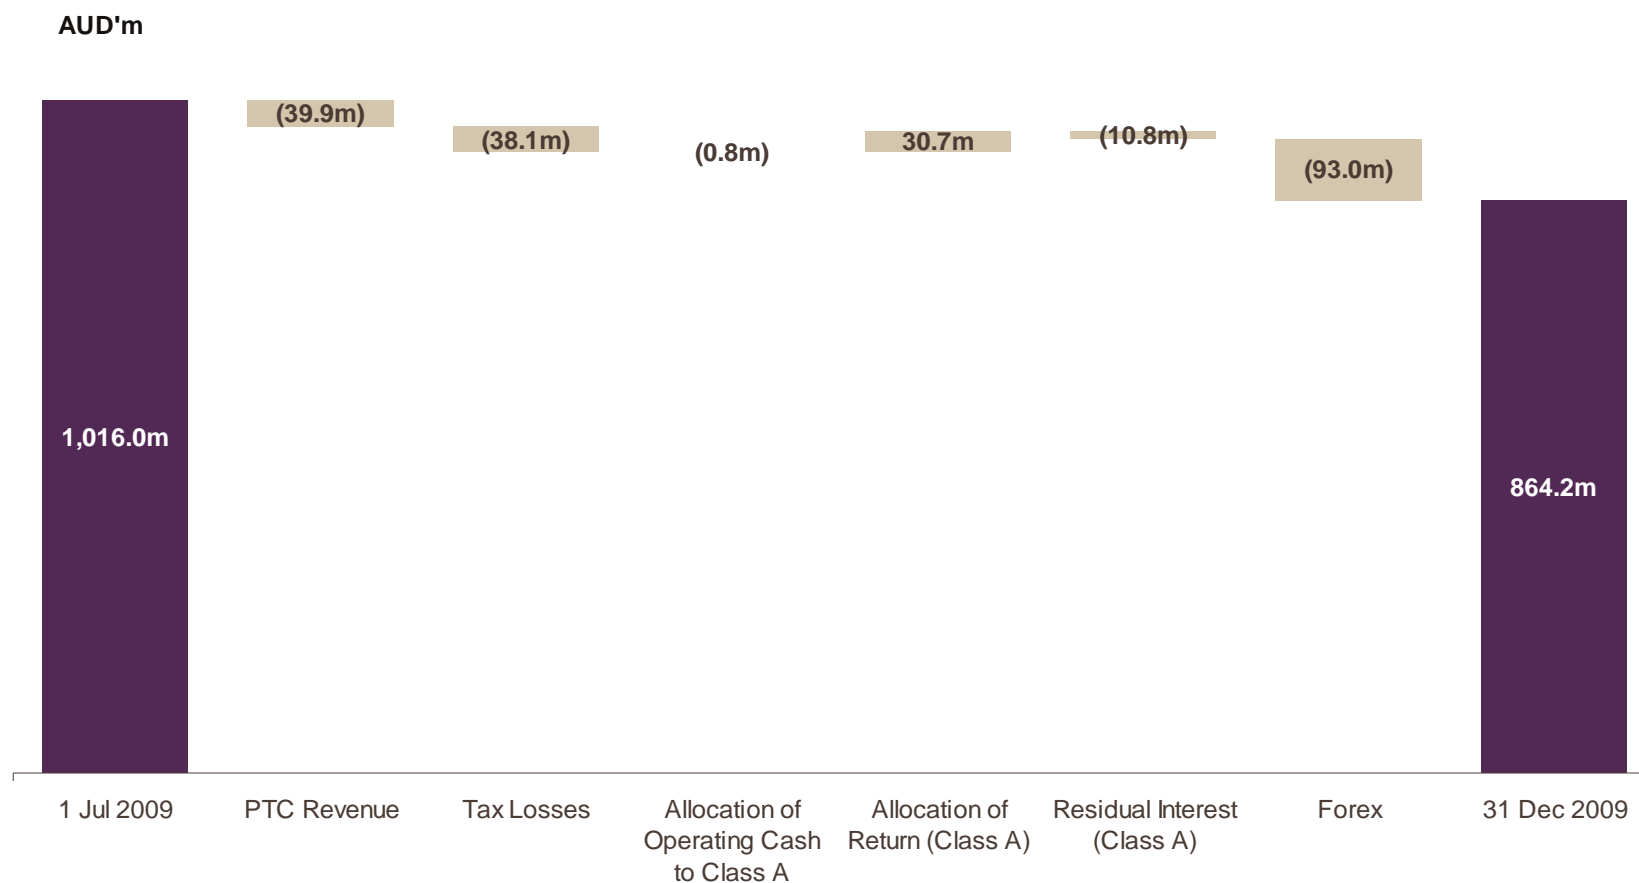 AUD'm
(39.9m)
(38.1m)
(0.8m)
30.7m
(10.8m)
(93.0m)
1,016.0m
864.2m
1 Jul 2009
PTC Revenue
Tax Losses
Allocation of
Operating Cash
to Class A
Allocation of
Return (Class A)
Residual Interest
(Class A)
Forex
31 Dec 2009